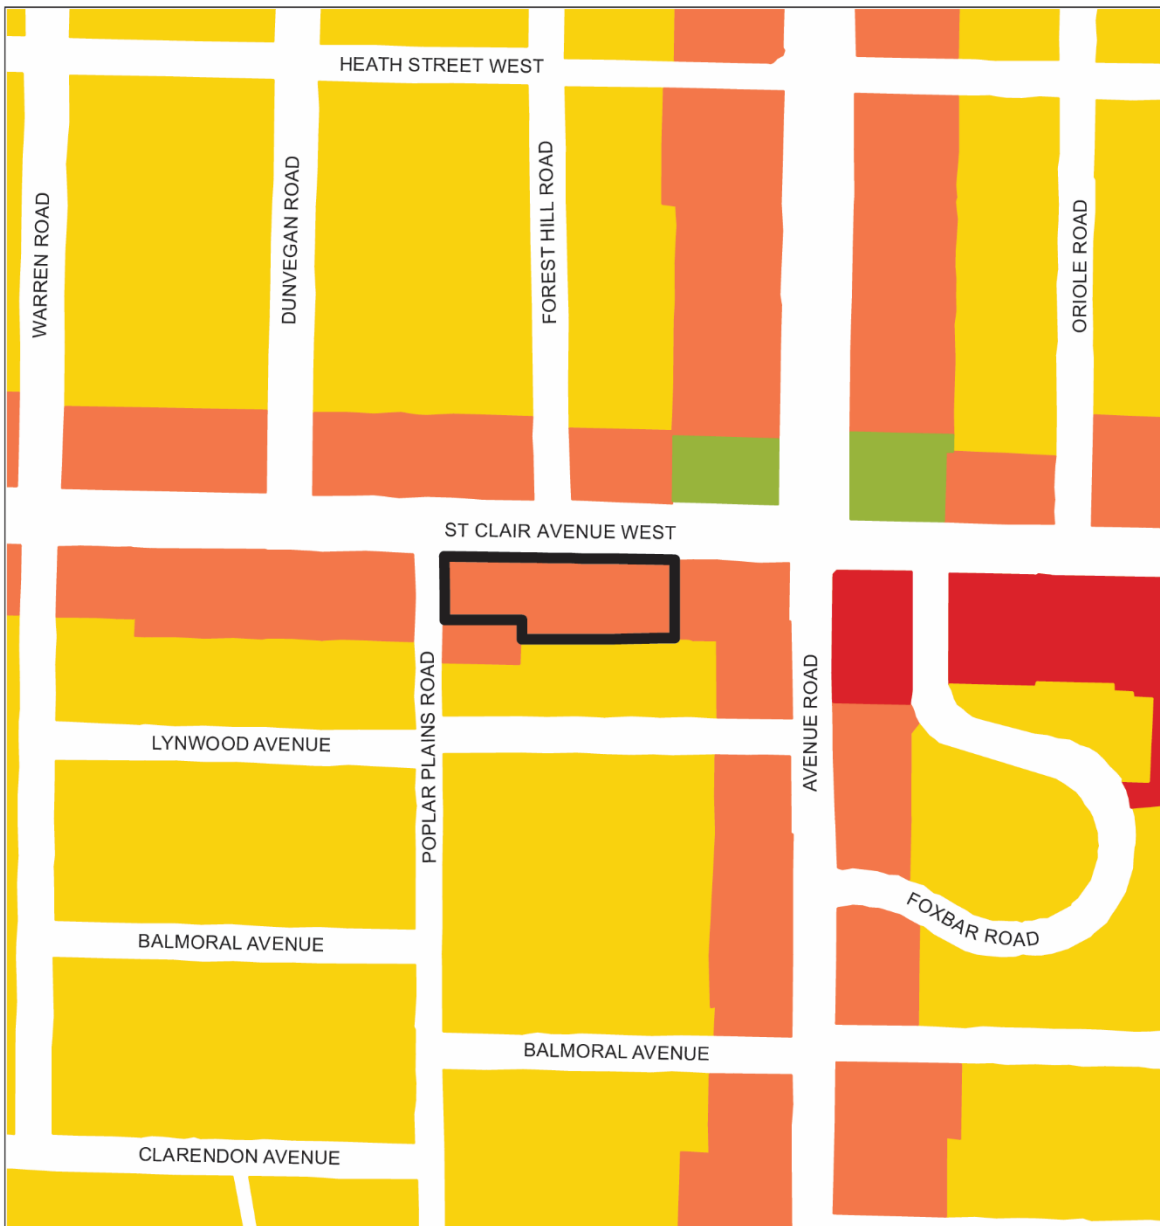 HEATH STREET WEST
WARREN ROAD
DUNVEGAN ROAD
FOREST HILL ROAD
ORIOLE ROAD
ST CLAIR AVENUE WEST
POPLAR PLAINS ROAD
AVENUE ROAD
LYNWOOD AVENUE
FOXBAR ROAD
BALMORAL AVENUE
BALMORAL AVENUE
CLARENDON AVENUE